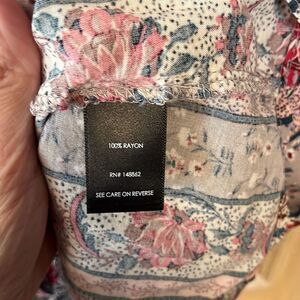 100% RAYON
RN# 148862
SEE CARE ON REVERSE